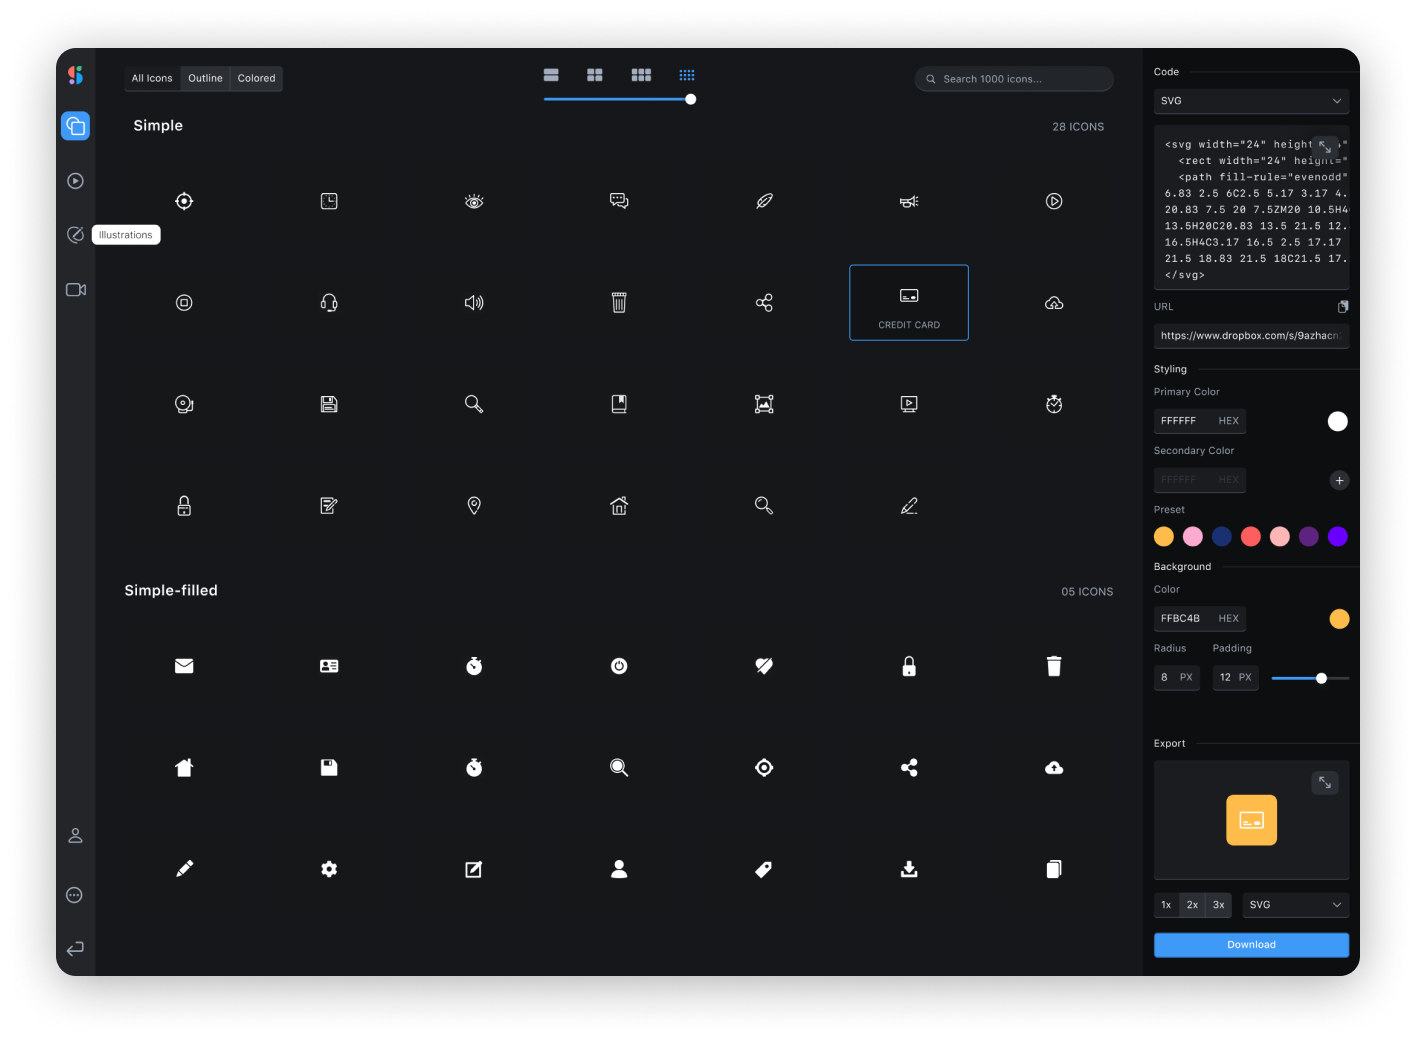 All Icons
Outline
Colored
Search 1000 icons...
Simple
28 ICONS
Illustrations
CREDIT CARD
Simple-filled
05 ICONS
Code
SVG
<svg width="24" height
<rect width="24" height="
<path fill-rule="evenodd"
6.83 2.5 6C2.5 5.17 3.17 4.
20.83 7.5 20 7.5ZM20 10.5H4
13.5H20C20.83 13.5 21.5 12.
16.5H4C3.17 16.5 2.5 17.17
21.5 18.83 21.5 18C21.5 17.
</svg>
URL
https://www.dropbox.com/s/9azhacn
Styling
Primary Color
FFFFFF HEX
Secondary Color
FFFFFF HEX
Preset
Background
Color
FFBC4B HEX
Radius Padding
8 PX 12 PX
Export
1x 2x 3x SVG
Download